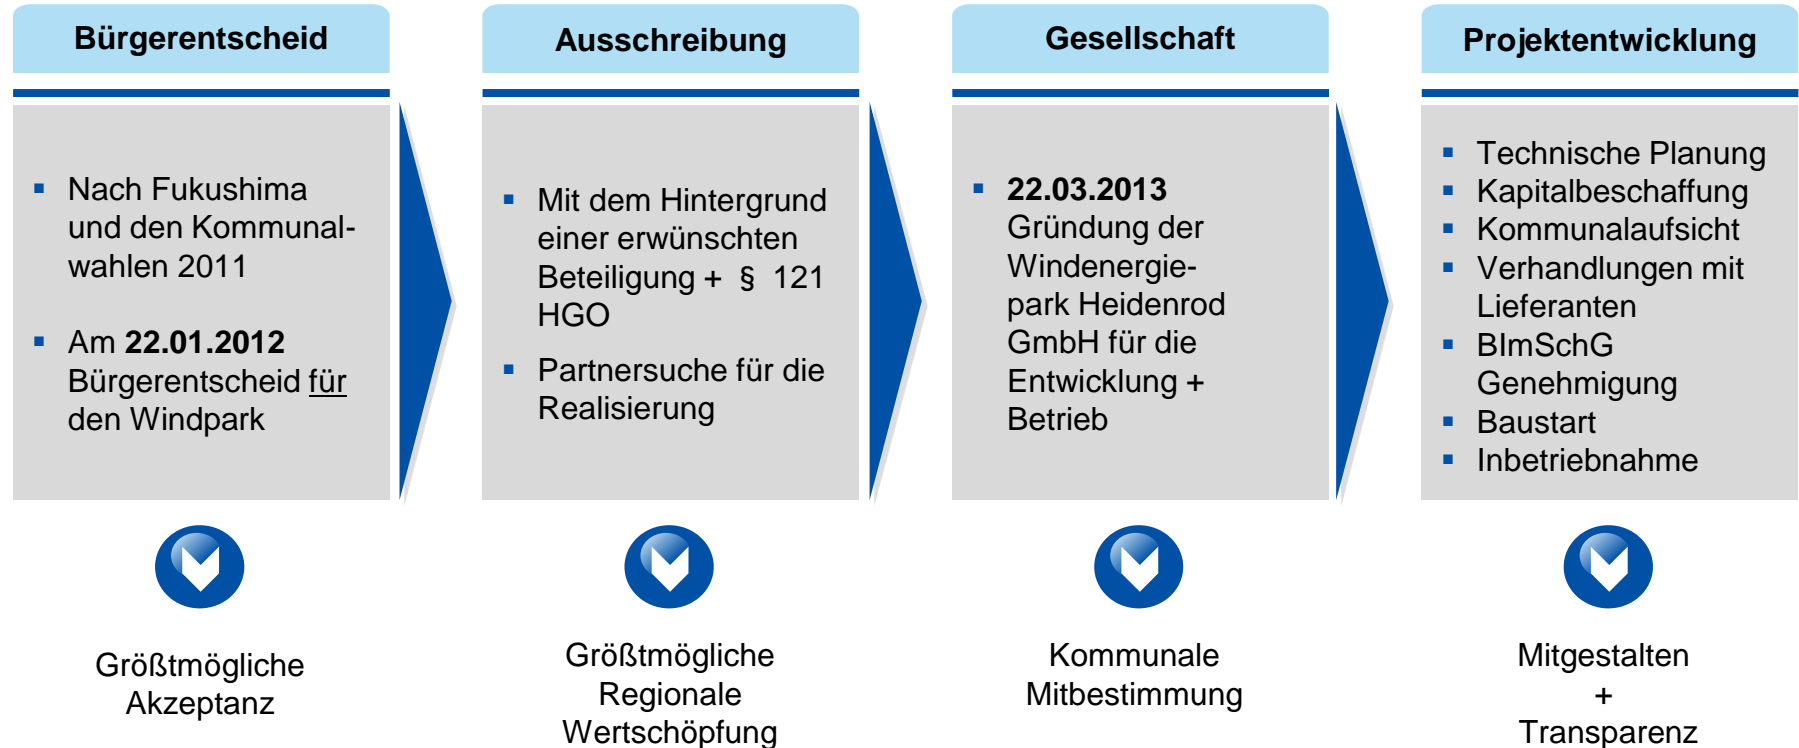 Bürgerentscheid
Nach Fukushima
und den Kommunal-
wahlen 2011
Am 22.01.2012
Bürgerentscheid für
den Windpark
Größtmögliche
Akzeptanz
Ausschreibung
Mit dem Hintergrund
einer erwünschten
Beteiligung + § 121
HGO
Partnersuche für die
Realisierung
Größtmögliche
Regionale
Wertschöpfung
Gesellschaft
22.03.2013
Gründung der
Windenergie-
park Heidenrod
GmbH für die
Entwicklung +
Betrieb
Kommunale
Mitbestimmung
Projektentwicklung
Technische Planung
Kapitalbeschaffung
Kommunalaufsicht
Verhandlungen mit
Lieferanten
BImSchG
Genehmigung
Baustart
Inbetriebnahme
Mitgestalten
+
Transparenz